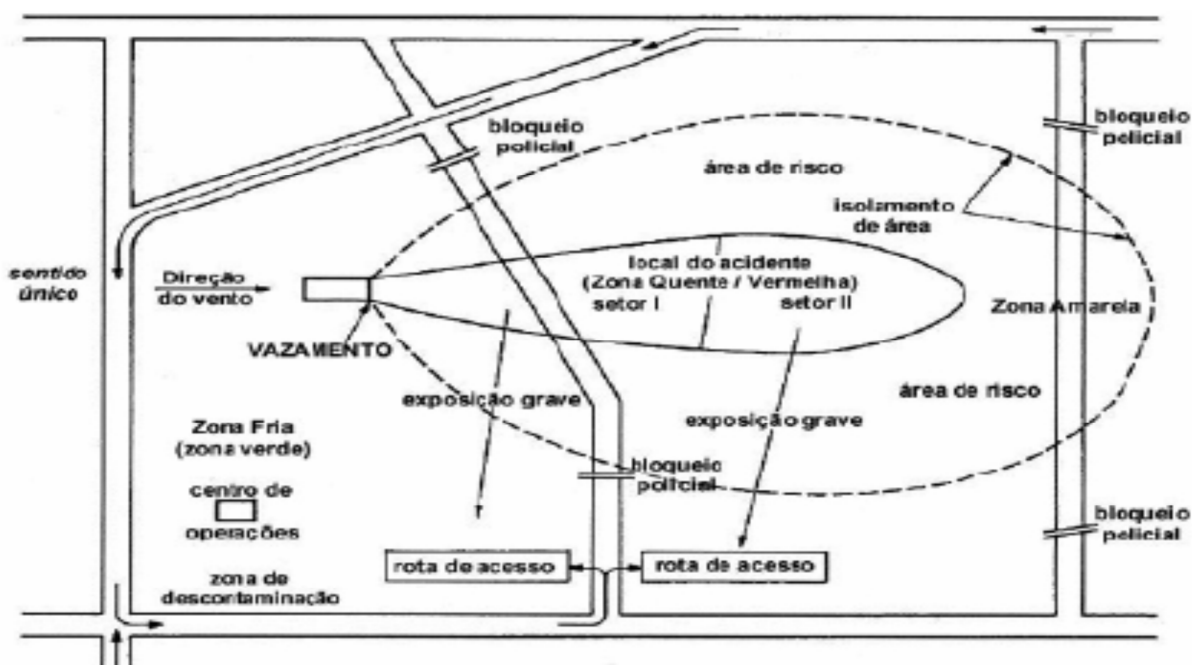 bloqueio
policial
bloqueio
policial
área de risco
isolamento
de área
sentido
único
Direção
do vento
local do acidente
(Zona Quente / Vermelha)
setor I
setor II
Zona Amarela
VAZAMENTO
exposição grave
área de risco
exposição grave
Zona Fria
(zona verde)
bloqueio
policial
centro de
operações
bloqueio
policial
rota de acesso
rota de acesso
zona de
descontaminação